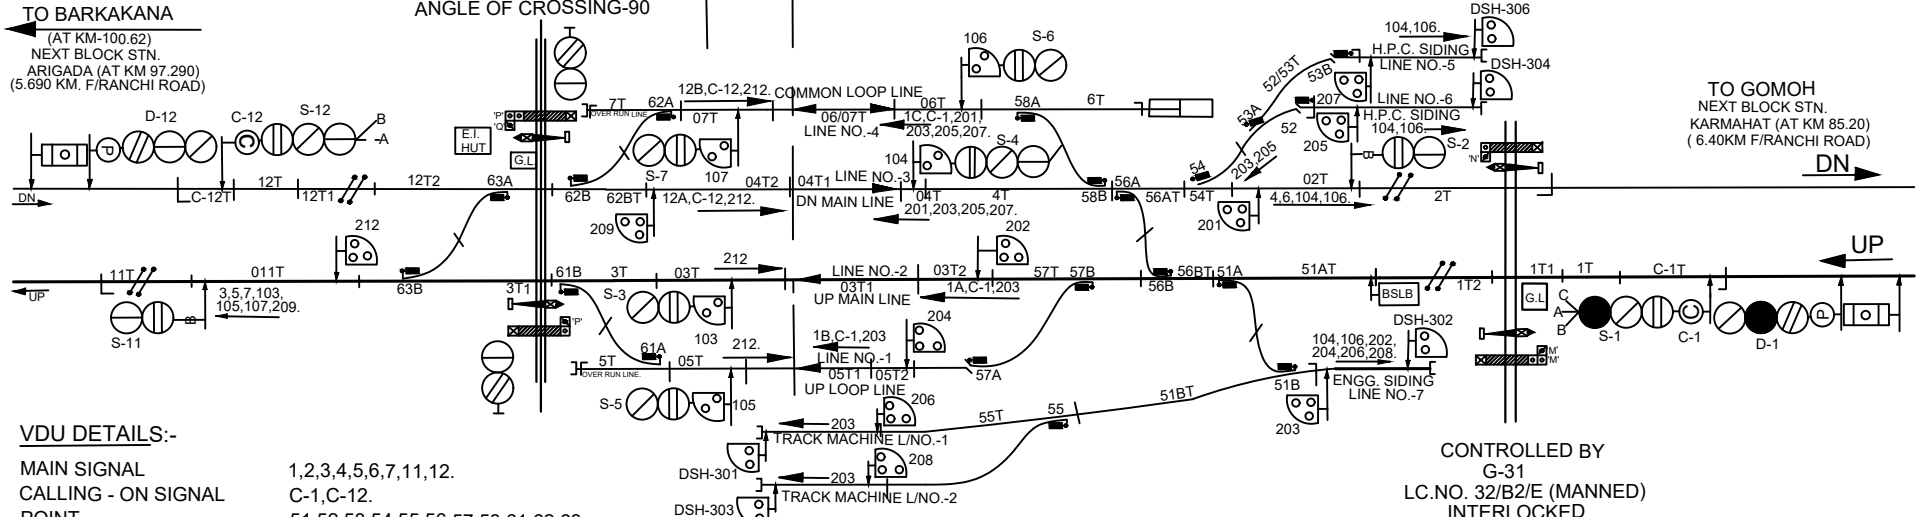 TO BARKAKANA
(AT KM-100.62)
NEXT BLOCK STN.
ARIGADA (AT KM 97.290)
(5.690 KM. F/RANCHI ROAD)
ANGLE OF CROSSING-90
DSH-306
104,106.
H.P.C. SIDING
LINE NO.-5
DSH-304
106
S-6
52/53T
53B
53A
TO GOMOH
NEXT BLOCK STN.
KARMAHAT (AT KM 85.20)
( 6.40KM F/RANCHI ROAD)
DN
D-12
C-12
S-12
B
A
P
C
'P'
'Q'
E.I.
HUT
G.L.
7T
OVER RUN LINE
62A
12B,C-12,212.
07T
COMMON LOOP LINE
06/07T
LINE NO.-4
06T
1C,C-1,201,
203,205,207.
58A
6T
207
LINE NO.-6
H.P.C. SIDING
104,106.
52
205
S-2
B
'N'
S-7
107
104
S-4
54
203,205
DN
C-12T
12T
12T1
12T2
63A
62B
62BT
04T2
04T1
LINE NO.-3
DN MAIN LINE
12A,C-12,212.
04T
4T
201,203,205,207.
58B
56A
56AT
54T
02T
4,6,104,106.
2T
209
212
202
201
UP
UP
11T
011T
63B
3T1
61B
3T
03T
212
LINE NO.-2
03T1
UP MAIN LINE
03T2
1A,C-1,203
57T
57B
56B
56BT
51A
51AT
1T2
1T1
1T
C-1T
3,5,7,103,
105,107,209.
B
S-11
S-3
103
'P'
204
BSLB
G.L
C
A
B
S-1
C
C-1
P
D-1
61A
5T
OVER RUN LINE.
05T
212.
1B,C-1,203
LINE NO.-1
05T1
05T2
UP LOOP LINE
57A
DSH-302
104,106,202,
204,206,208.
51B
ENGG. SIDING
LINE NO.-7
'M'
'M'
S-5
105
206
55T
55
51BT
203
203
TRACK MACHINE L/NO.-1
DSH-301
208
203
TRACK MACHINE L/NO.-2
DSH-303
VDU DETAILS:-
MAIN SIGNAL 1,2,3,4,5,6,7,11,12.
CALLING - ON SIGNAL C-1,C-12.
CONTROLLED BY
G-31
LC.NO. 32/B2/E (MANNED)
INTERLOCKED